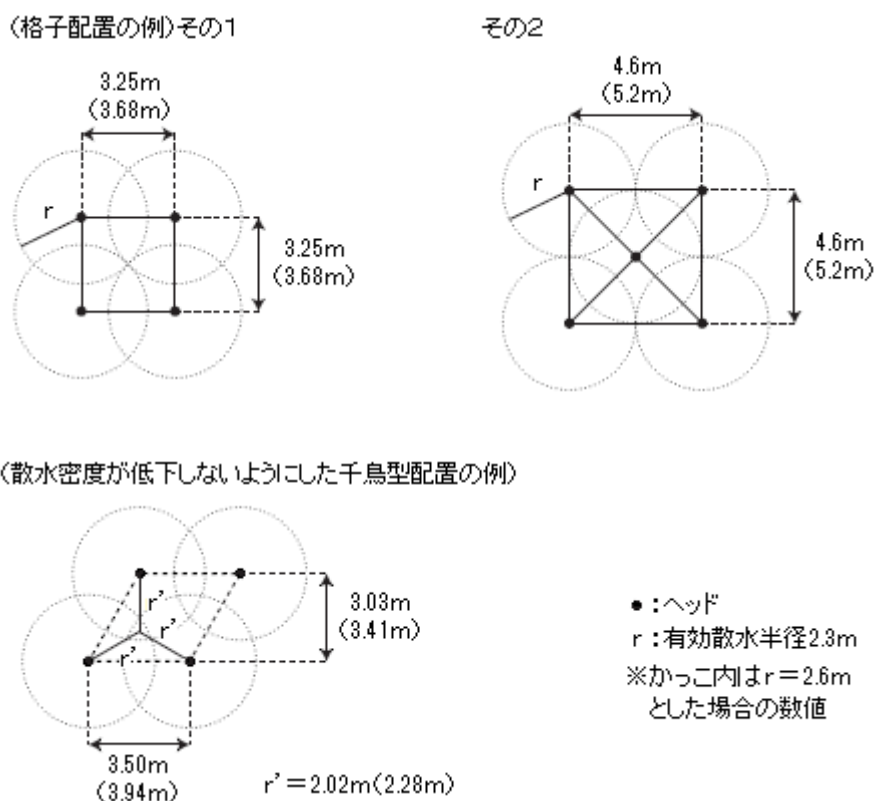 (格子配置の例)その1
その2
3.25m
(3.68m)
r
3.25m
(3.68m)
4.6m
(5.2m)
r
4.6m
(5.2m)
(散水密度が低下しないようにした千鳥型配置の例)
r'
r'
r'
3.03m
(3.41m)
3.50m
(3.94m)
r'=2.02m(2.28m)
●:ヘッド
r:有効散水半径2.3m
※かっこ内はr=2.6m
とした場合の数値